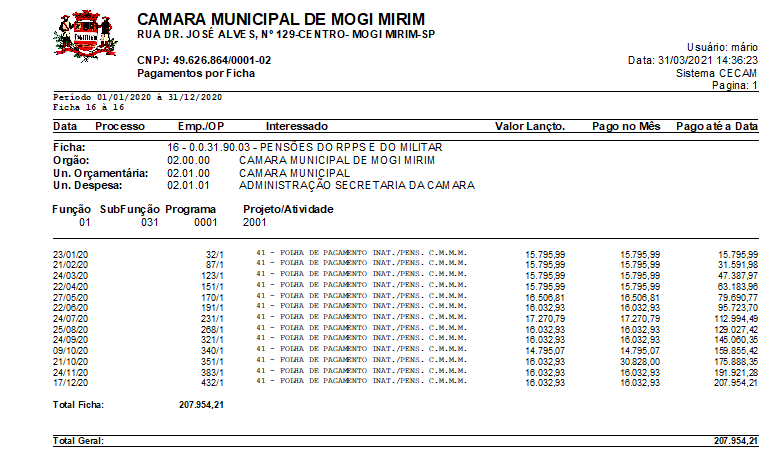 CAMARA MUNICIPAL DE MOGI MIRIM
RUA DR. JOSÉ ALVES, Nº 129-CENTRO- MOGI MIRIM-SP
Usuário: mário
CNPJ: 49.626.864/0001-02 Data: 31/03/2021 14:36:23
Pagamentos por Ficha Sistema CECAM
Pagina: 1
Período 01/01/2020 à 31/12/2020
Ficha 16 à 16
Data Processo Emp./OP Interessado Valor Lançto. Pago no Mês Pago até a Data
Ficha: 16 - 0.0.31.90.03 - PENSÕES DO RPPS E DO MILITAR
Orgão: 02.00.00 CAMARA MUNICIPAL DE MOGI MIRIM
Un. Orçamentária: 02.01.00 CAMARA MUNICIPAL
Un. Despesa: 02.01.01 ADMINISTRAÇÃO SECRETARIA DA CAMARA
Função SubFunção Programa Projeto/Atividade
01 031 0001 2001
23/01/20 32/1 41 - FOLHA DE PAGAMENTO INAT./PENS. C.M.M.M. 15.795,99 15.795,99 15.795,99
21/02/20 87/1 41 - FOLHA DE PAGAMENTO INAT./PENS. C.M.M.M. 15.795,99 15.795,99 31.591,98
24/03/20 123/1 41 - FOLHA DE PAGAMENTO INAT./PENS. C.M.M.M. 15.795,99 15.795,99 47.387,97
22/04/20 151/1 41 - FOLHA DE PAGAMENTO INAT./PENS. C.M.M.M. 15.795,99 15.795,99 63.183,96
27/05/20 170/1 41 - FOLHA DE PAGAMENTO INAT./PENS. C.M.M.M. 16.506,81 16.506,81 79.690,77
22/06/20 191/1 41 - FOLHA DE PAGAMENTO INAT./PENS. C.M.M.M. 16.032,93 16.032,93 95.723,70
24/07/20 231/1 41 - FOLHA DE PAGAMENTO INAT./PENS. C.M.M.M. 17.270,79 17.270,79 112.994,49
25/08/20 268/1 41 - FOLHA DE PAGAMENTO INAT./PENS. C.M.M.M. 16.032,93 16.032,93 129.027,42
24/09/20 321/1 41 - FOLHA DE PAGAMENTO INAT./PENS. C.M.M.M. 16.032,93 16.032,93 145.060,35
09/10/20 340/1 41 - FOLHA DE PAGAMENTO INAT./PENS. C.M.M.M. 14.795,07 14.795,07 159.855,42
21/10/20 351/1 41 - FOLHA DE PAGAMENTO INAT./PENS. C.M.M.M. 16.032,93 30.828,00 175.888,35
24/11/20 383/1 41 - FOLHA DE PAGAMENTO INAT./PENS. C.M.M.M. 16.032,93 16.032,93 191.921,28
17/12/20 432/1 41 - FOLHA DE PAGAMENTO INAT./PENS. C.M.M.M. 16.032,93 16.032,93 207.954,21
Total Ficha: 207.954,21
Total Geral: 207.954,21